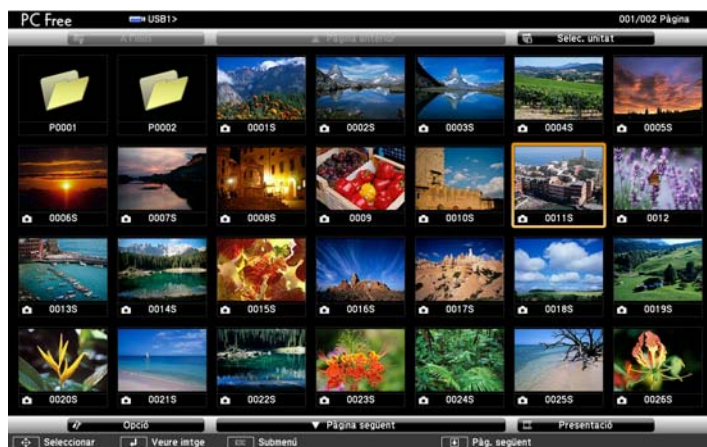 PC Free USB1> 001/002 Pàgina
A l'inici ▲ Pàgina anterior Selec. unitat
P0001 P0002 0001S 0002S 0003S 0004S 0005S
0006S 0007S 0008S 0009 0010S 0011S 0012
0013S 0014S 0015S 0016S 0017S 0018S 0019S
0020S 0021S 0022S 0023S 0024S 0025S 0026S
Opció ▼ Pàgina següent Presentació
Seleccionar Veure imtge ESC Submenú Pàg. següent